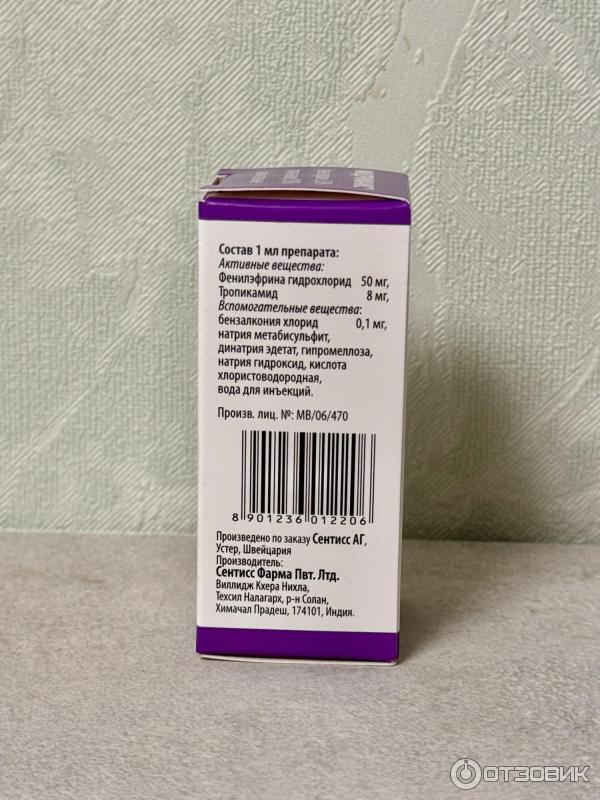 Состав 1 мл препарата:
Активные вещества:
Фенилэфрина гидрохлорид 50 мг,
Тропикамид 8 мг,
Вспомогательные вещества:
бензалкония хлорид 0,1 мг,
натрия метабисульфит,
динатрия эдетат, гипромеллоза,
натрия гидроксид, кислота
хлористоводородная,
вода для инъекций.
Произв. лиц. №: МВ/06/470
8 901236 012206
Произведено по заказу Сентисс АГ,
Устер, Швейцария
Производитель:
Сентисс Фарма Пвт. Лтд.
Виллидж Кхера Нихла,
Техсил Налагарх, р-н Солан,
Химачал Прадеш, 174101, Индия.
ОТЗОВИК